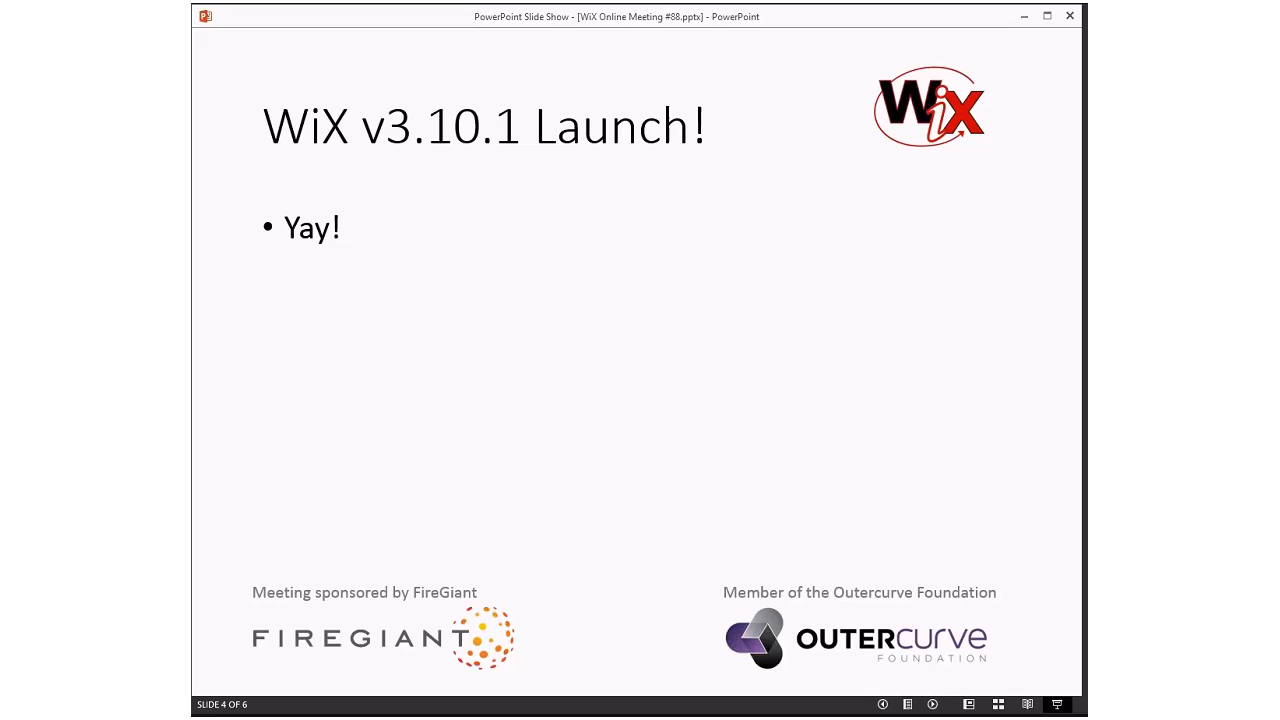 PowerPoint Slide Show - [WiX Online Meeting #88.pptx] - PowerPoint
WiX
WiX v3.10.1 Launch!
• Yay!
Meeting sponsored by FireGiant
Member of the Outercurve Foundation
FIREGIANT
OUTERCURVE
FOUNDATION
SLIDE 4 OF 6